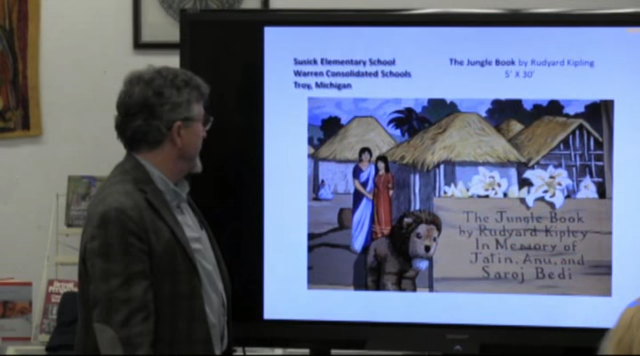 Susick Elementary School
Warren Consolidated Schools
Troy, Michigan
The Jungle Book by Rudyard Kipling
5' X 30'
The Jungle Book
by Rudyard Kipley
In Memory of
Jatin, Anu, and
Saroj Bedi